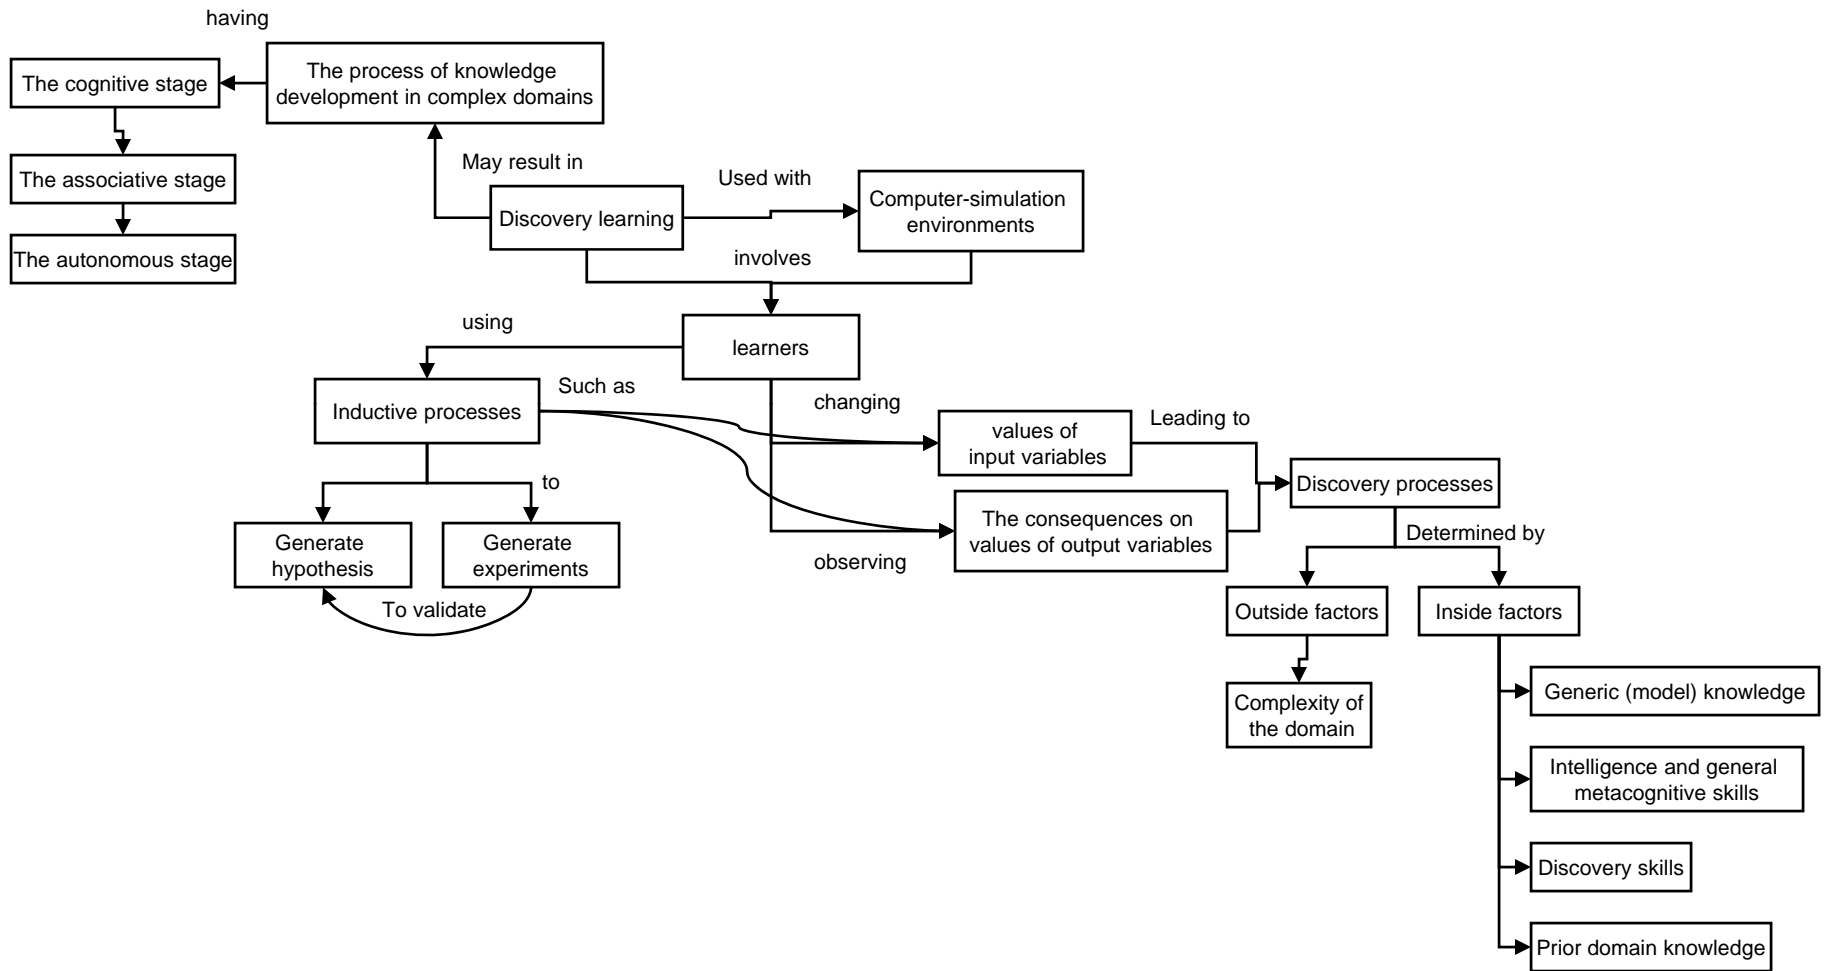 having
The cognitive stage
The process of knowledge
development in complex domains
The associative stage
May result in
Used with
Discovery learning
Computer-simulation
environments
The autonomous stage
involves
using
learners
Inductive processes
Such as
changing
values of
input variables
Leading to
to
Discovery processes
Generate
hypothesis
Generate
experiments
The consequences on
values of output variables
observing
Determined by
To validate
Outside factors
Inside factors
Complexity of
the domain
Generic (model) knowledge
Intelligence and general
metacognitive skills
Discovery skills
Prior domain knowledge